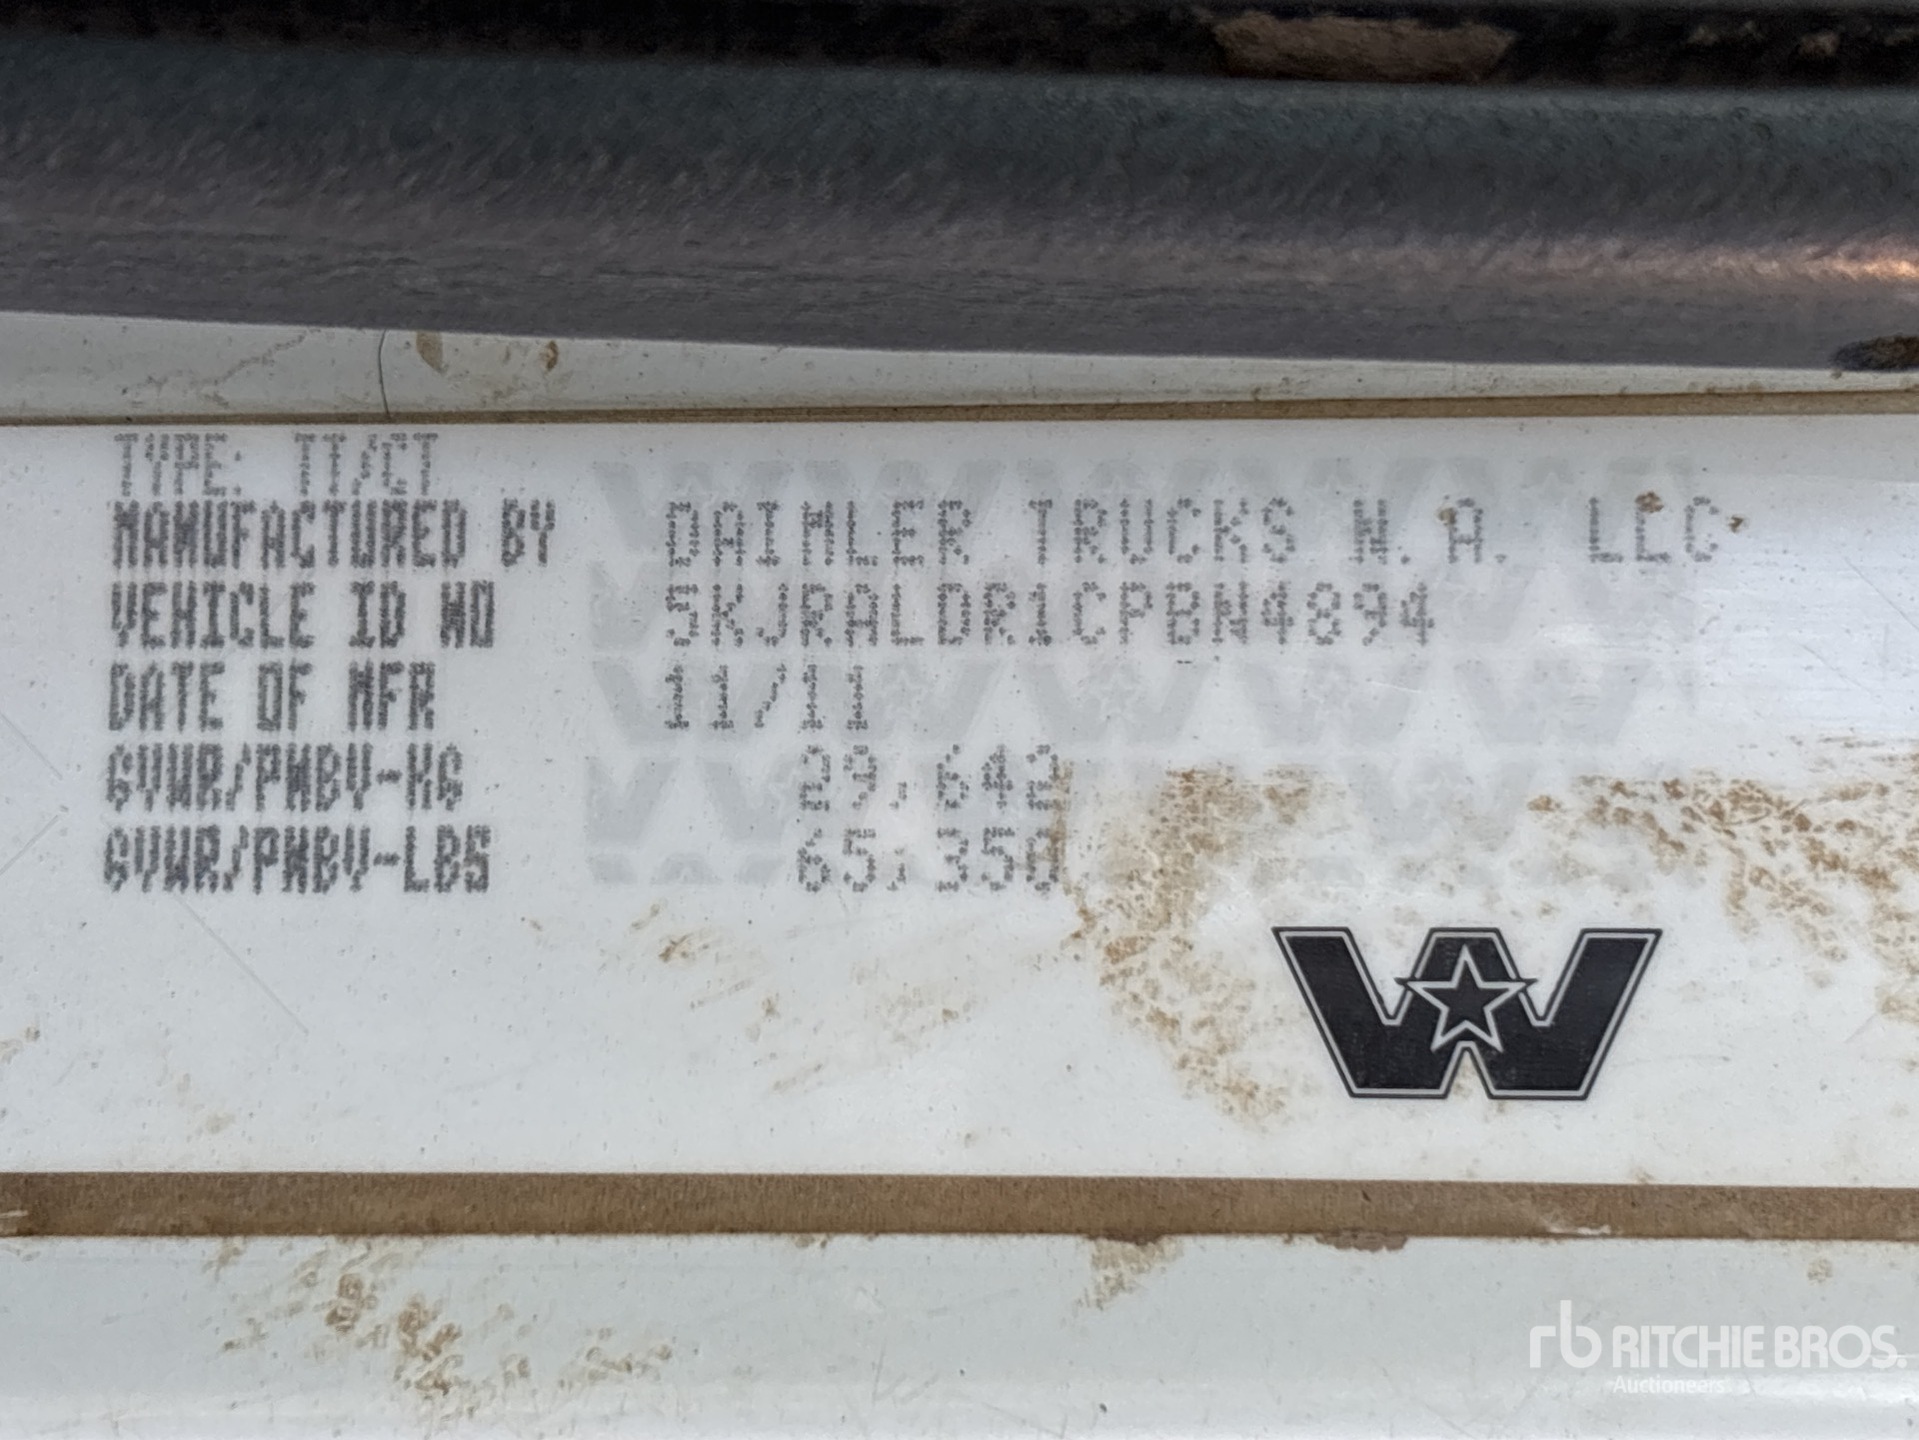 TYPE: TT/CT
MANUFACTURED BY DAIMLER TRUCKS N.A. LLC
VEHICLE ID NO
DATE OF MFR 11/11
GVWR/PNBV-KG 29,642
GVWR/PNBV-LBS 65,350
W
rb RITCHIE BROS.
Auctioneers